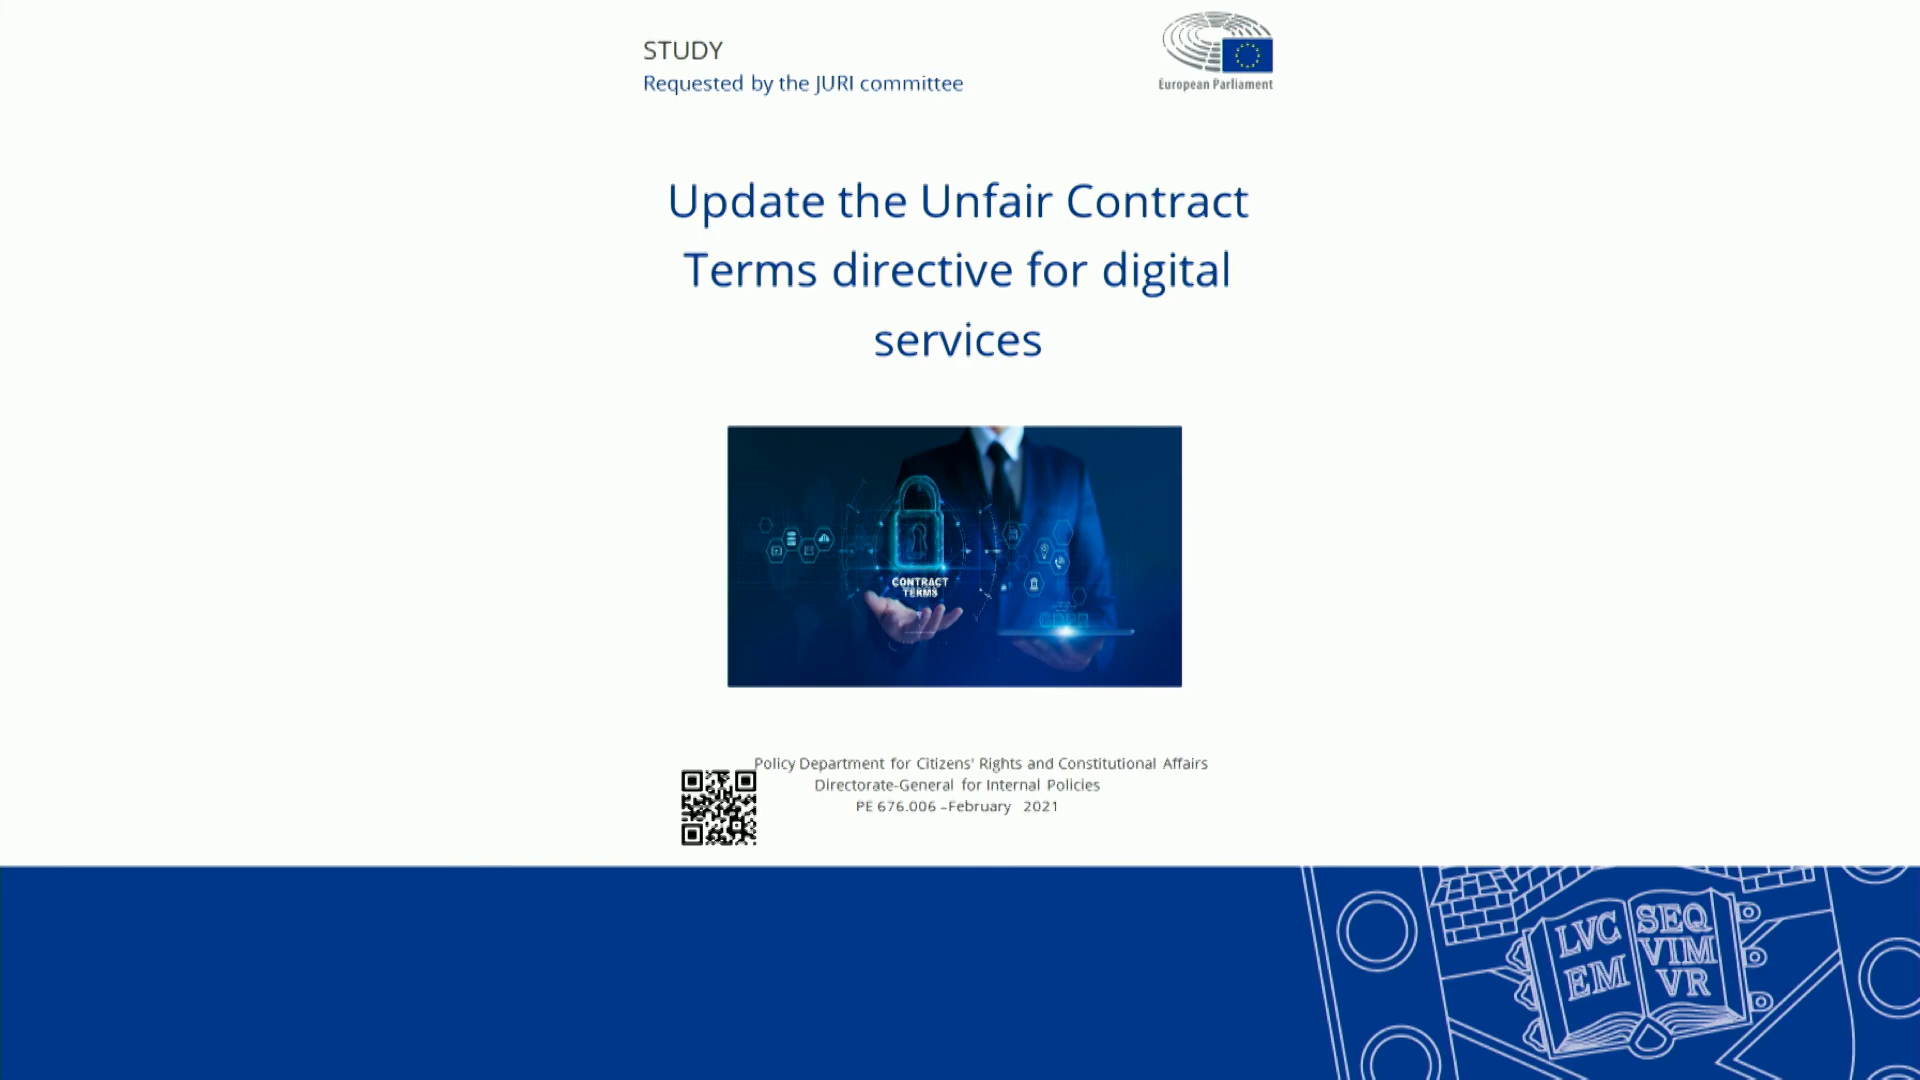 STUDY
Requested by the JURI committee
European Parliament
Update the Unfair Contract
Terms directive for digital
services
CONTRACT
TERMS
Policy Department for Citizens' Rights and Constitutional Affairs
Directorate-General for Internal Policies
PE 676.006 –February 2021
LVC
EM
SEQ
VIM
VR